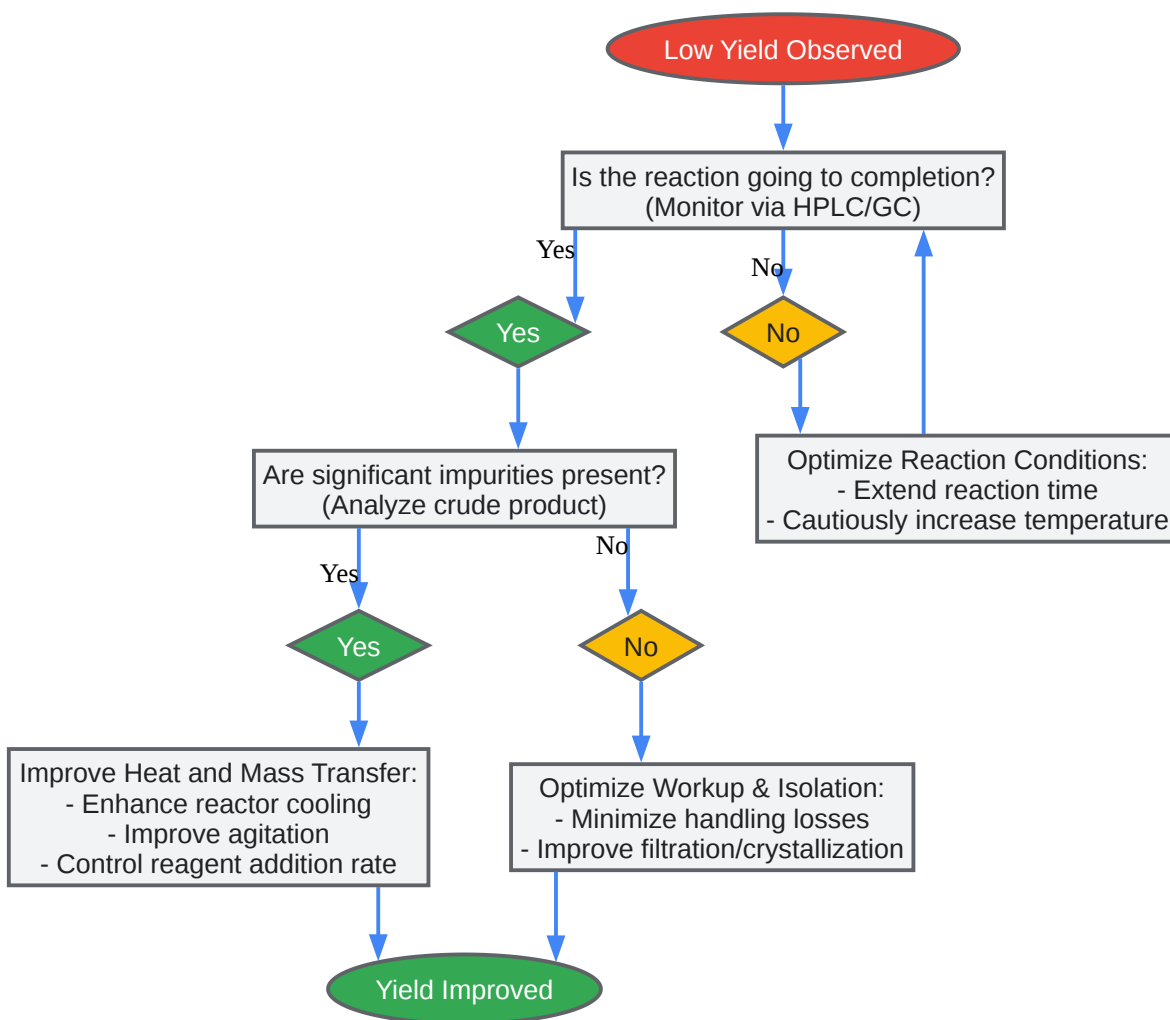 Low Yield Observed
Is the reaction going to completion?
(Monitor via HPLC/GC)
Yes
No
Yes
No
Optimize Reaction Conditions:
- Extend reaction time
- Cautiously increase temperature
Are significant impurities present?
(Analyze crude product)
Yes
No
Yes
No
Improve Heat and Mass Transfer:
- Enhance reactor cooling
- Improve agitation
- Control reagent addition rate
Optimize Workup & Isolation:
- Minimize handling losses
- Improve filtration/crystallization
Yield Improved